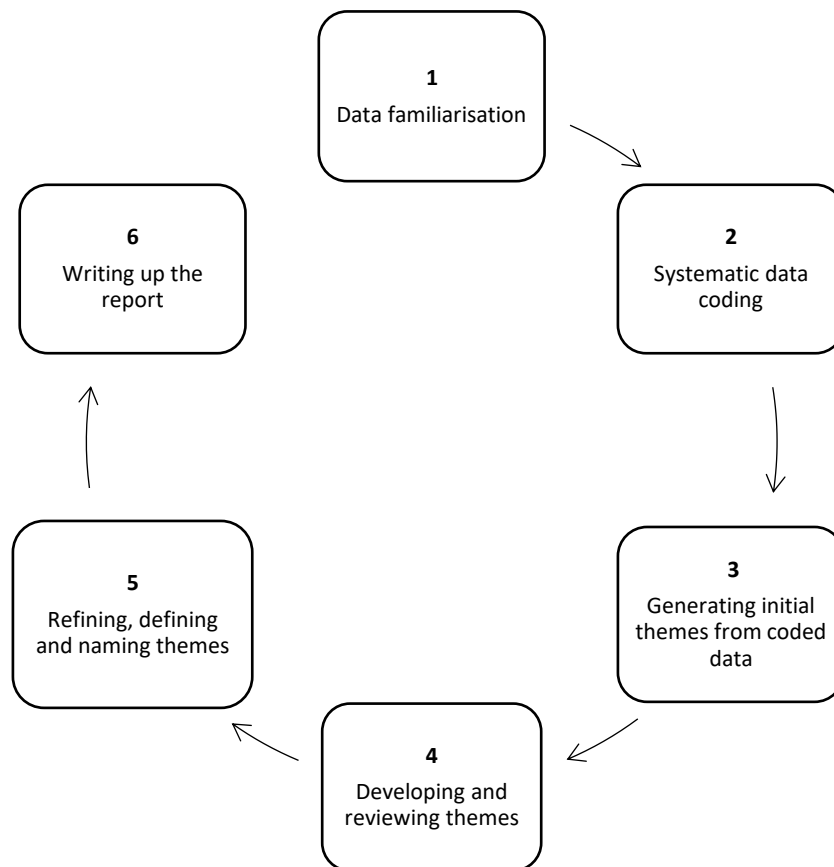 1
Data familiarisation
2
Systematic data
coding
3
Generating initial
themes from coded
data
4
Developing and
reviewing themes
5
Refining, defining
and naming themes
6
Writing up the
report